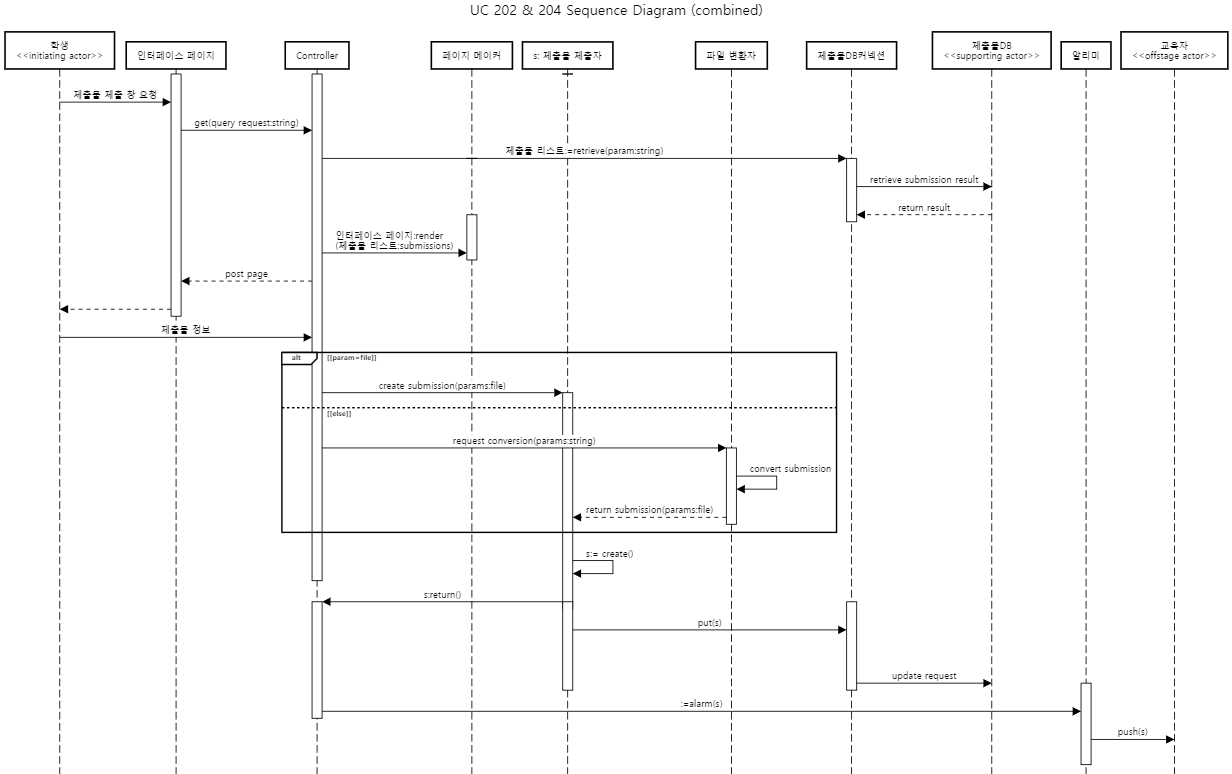 UC 202 & 204 Sequence Diagram (combined)
학생
<<initiating actor>>
인터페이스 페이지
Controller
페이지 메이커
s: 제출물 제출자
파일 변환자
제출물DB커넥션
제출물DB
<<supporting actor>>
알리미
교육자
<<offstage actor>>
제출물 제출 창 요청
get(query request:string)
제출물 리스트:=retrieve(param:string)
retrieve submission result
return result
인터페이스 페이지:render
(제출물 리스트:submissions)
post page
제출물 정보
alt
[[param=file]]
create submission(params:file)
[[else]]
request conversion(params:string)
convert submission
return submission(params:file)
s:= create()
s:return()
put(s)
update request
:=alarm(s)
push(s)